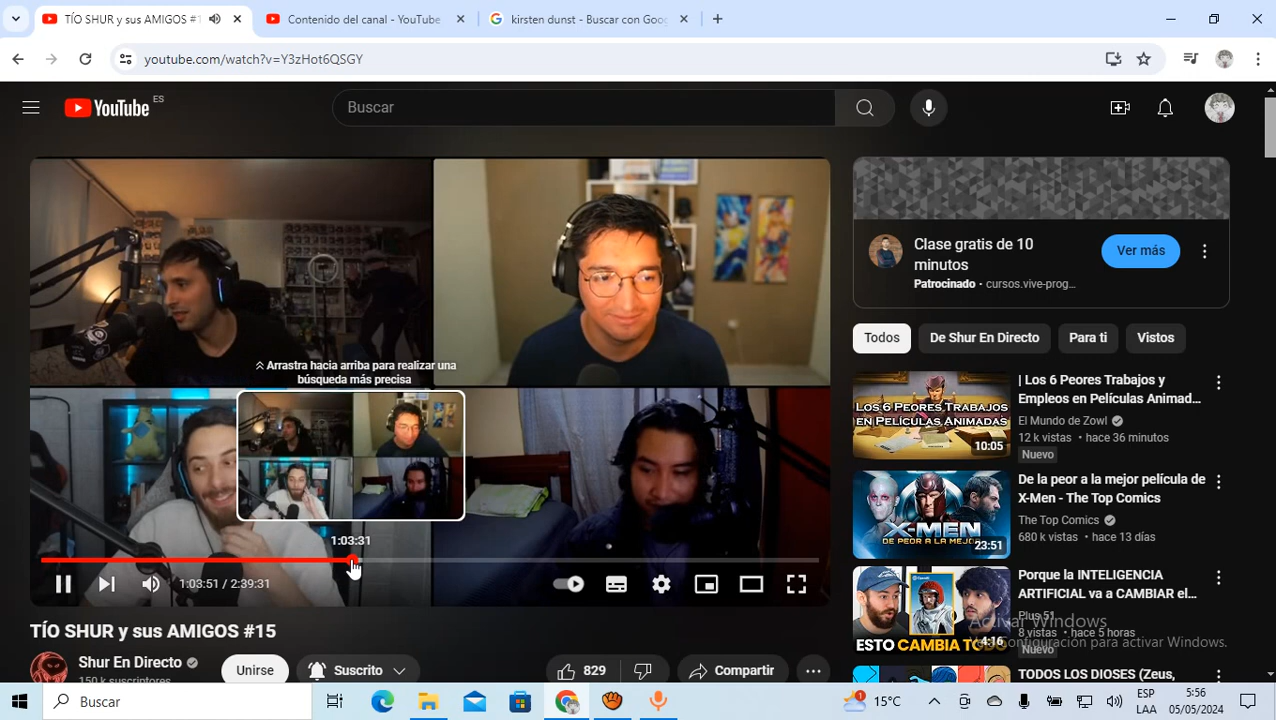 TÍO SHUR y sus AMIGOS #1
Contenido del canal - YouTube
kirsten dunst - Buscar con Goo
youtube.com/watch?v=Y3zHot6QSGY
YouTube ES
Buscar
Arrastra hacia arriba para realizar una
búsqueda más precisa
1:03:31
1:03:51 / 2:39:31
TÍO SHUR y sus AMIGOS #15
Shur En Directo
150 k suscriptores
Unirse
Suscrito
829
Compartir
Clase gratis de 10
minutos
Patrocinado · cursos.vive-prog...
Ver más
Todos
De Shur En Directo
Para ti
Vistos
LOS 6 PEORES TRABAJOS
EN PELÍCULAS ANIMAD
10:05
| Los 6 Peores Trabajos y
Empleos en Películas Animad...
El Mundo de Zowl
12 k vistas · hace 36 minutos
Nuevo
X-MEN
DE PEOR A LA MEJ
23:51
De la peor a la mejor película de
X-Men - The Top Comics
The Top Comics
680 k vistas · hace 13 días
ESTO CAMBIA TODO
4:16
Porque la INTELIGENCIA
ARTIFICIAL va a CAMBIAR el...
Plus 51
8 vistas · hace 5 horas
Nuevo
Activar Windows
Ve a Configuración para activar Windows.
TODOS LOS DIOSES (Zeus,
Buscar
15°C
ESP
LAA
5:56
05/05/2024